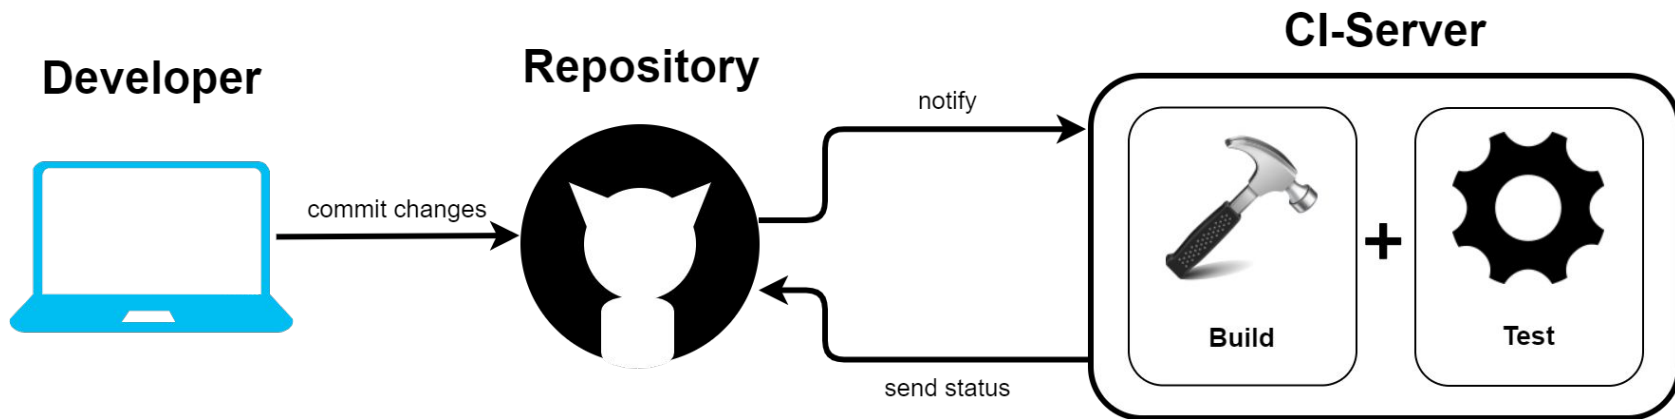 Developer
commit changes
Repository
notify
send status
CI-Server
Build
+
Test